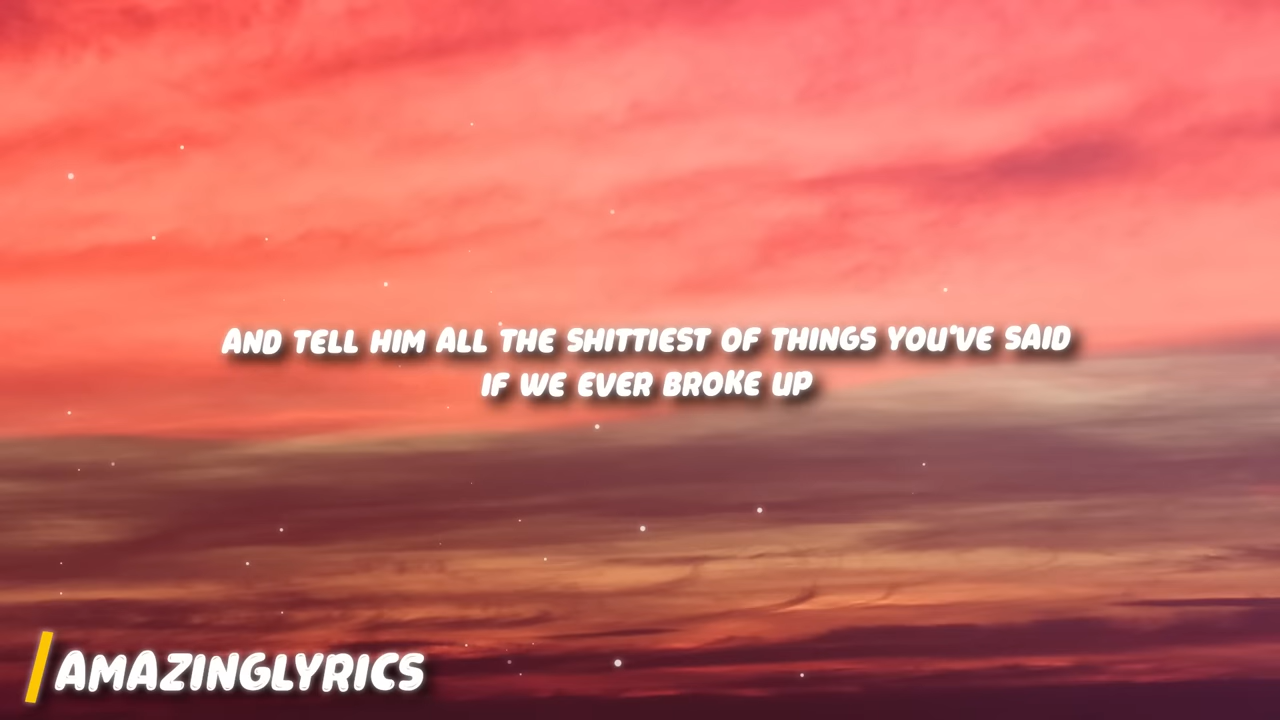 AND TELL HIM ALL THE SHITTIEST OF THINGS YOU'VE SAID
IF WE EVER BROKE UP
AMAZINGLYRICS